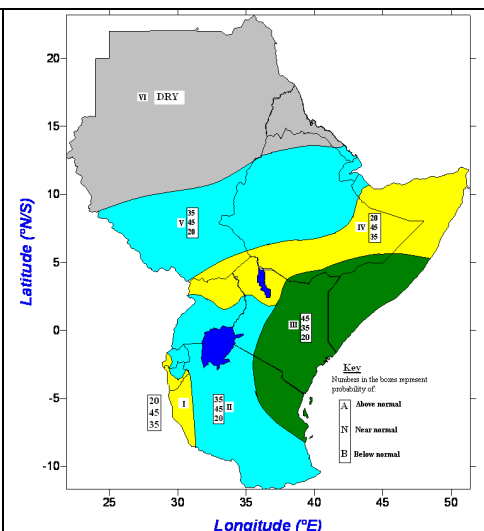 20
15
10
5
0
-5
-10
Latitude (°N/S)
25
30
35
40
45
50
Longitude (°E)
VI DRY
V
35
45
20
IV
20
45
35
III
45
35
20
I
20
45
35
II
35
45
20
Key
Numbers in the boxes represent
probability of:
A Above normal
N Near normal
B Below normal